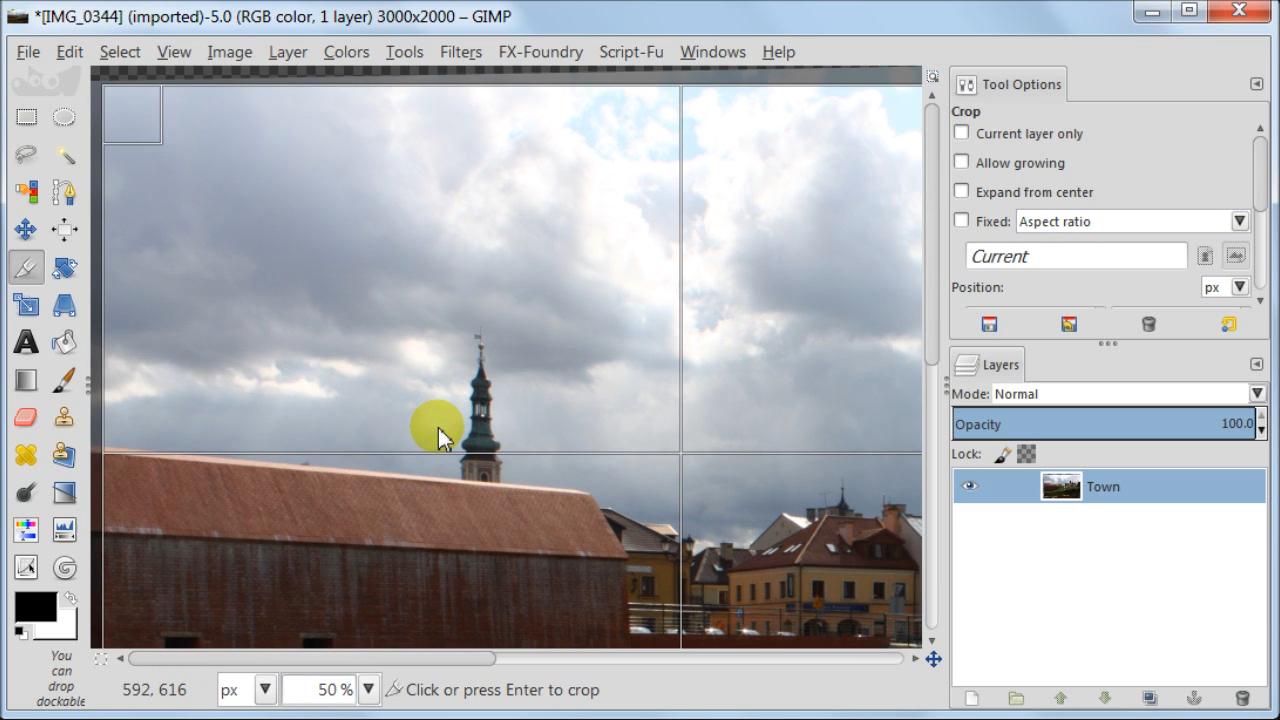 *[IMG_0344] (imported)-5.0 (RGB color, 1 layer) 3000x2000 – GIMP
File Edit Select View Image Layer Colors Tools Filters FX-Foundry Script-Fu Windows Help
Tool Options
Crop
Current layer only
Allow growing
Expand from center
Fixed: Aspect ratio
Current
Position: px
Layers
Mode: Normal
Opacity 100.0
Lock:
Town
You
can
drop
dockable
592, 616 px 50 % Click or press Enter to crop